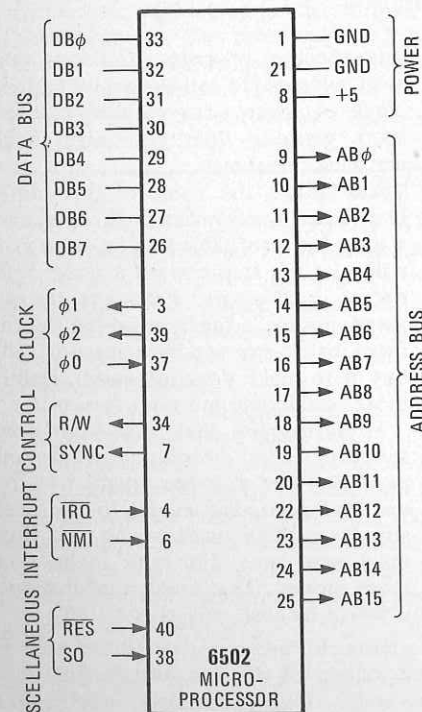 DATA BUS
DBϕ 33
DB1 32
DB2 31
DB3 30
DB4 29
DB5 28
DB6 27
DB7 26
CLOCK
ϕ1 3
ϕ2 39
ϕ0 37
CONTROL
R/W 34
SYNC 7
INTERRUPT
IRQ 4
NMI 6
SCELLANEOUS
RES 40
SO 38
1 GND
21 GND
8 +5
POWER
9 ABϕ
10 AB1
11 AB2
12 AB3
13 AB4
14 AB5
15 AB6
16 AB7
17 AB8
18 AB9
19 AB10
20 AB11
22 AB12
23 AB13
24 AB14
25 AB15
ADDRESS BUS
6502
MICRO-
PROCESSOR